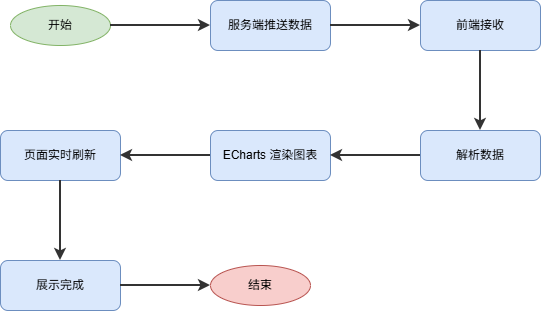 开始
服务端推送数据
前端接收
解析数据
ECharts 渲染图表
页面实时刷新
展示完成
结束